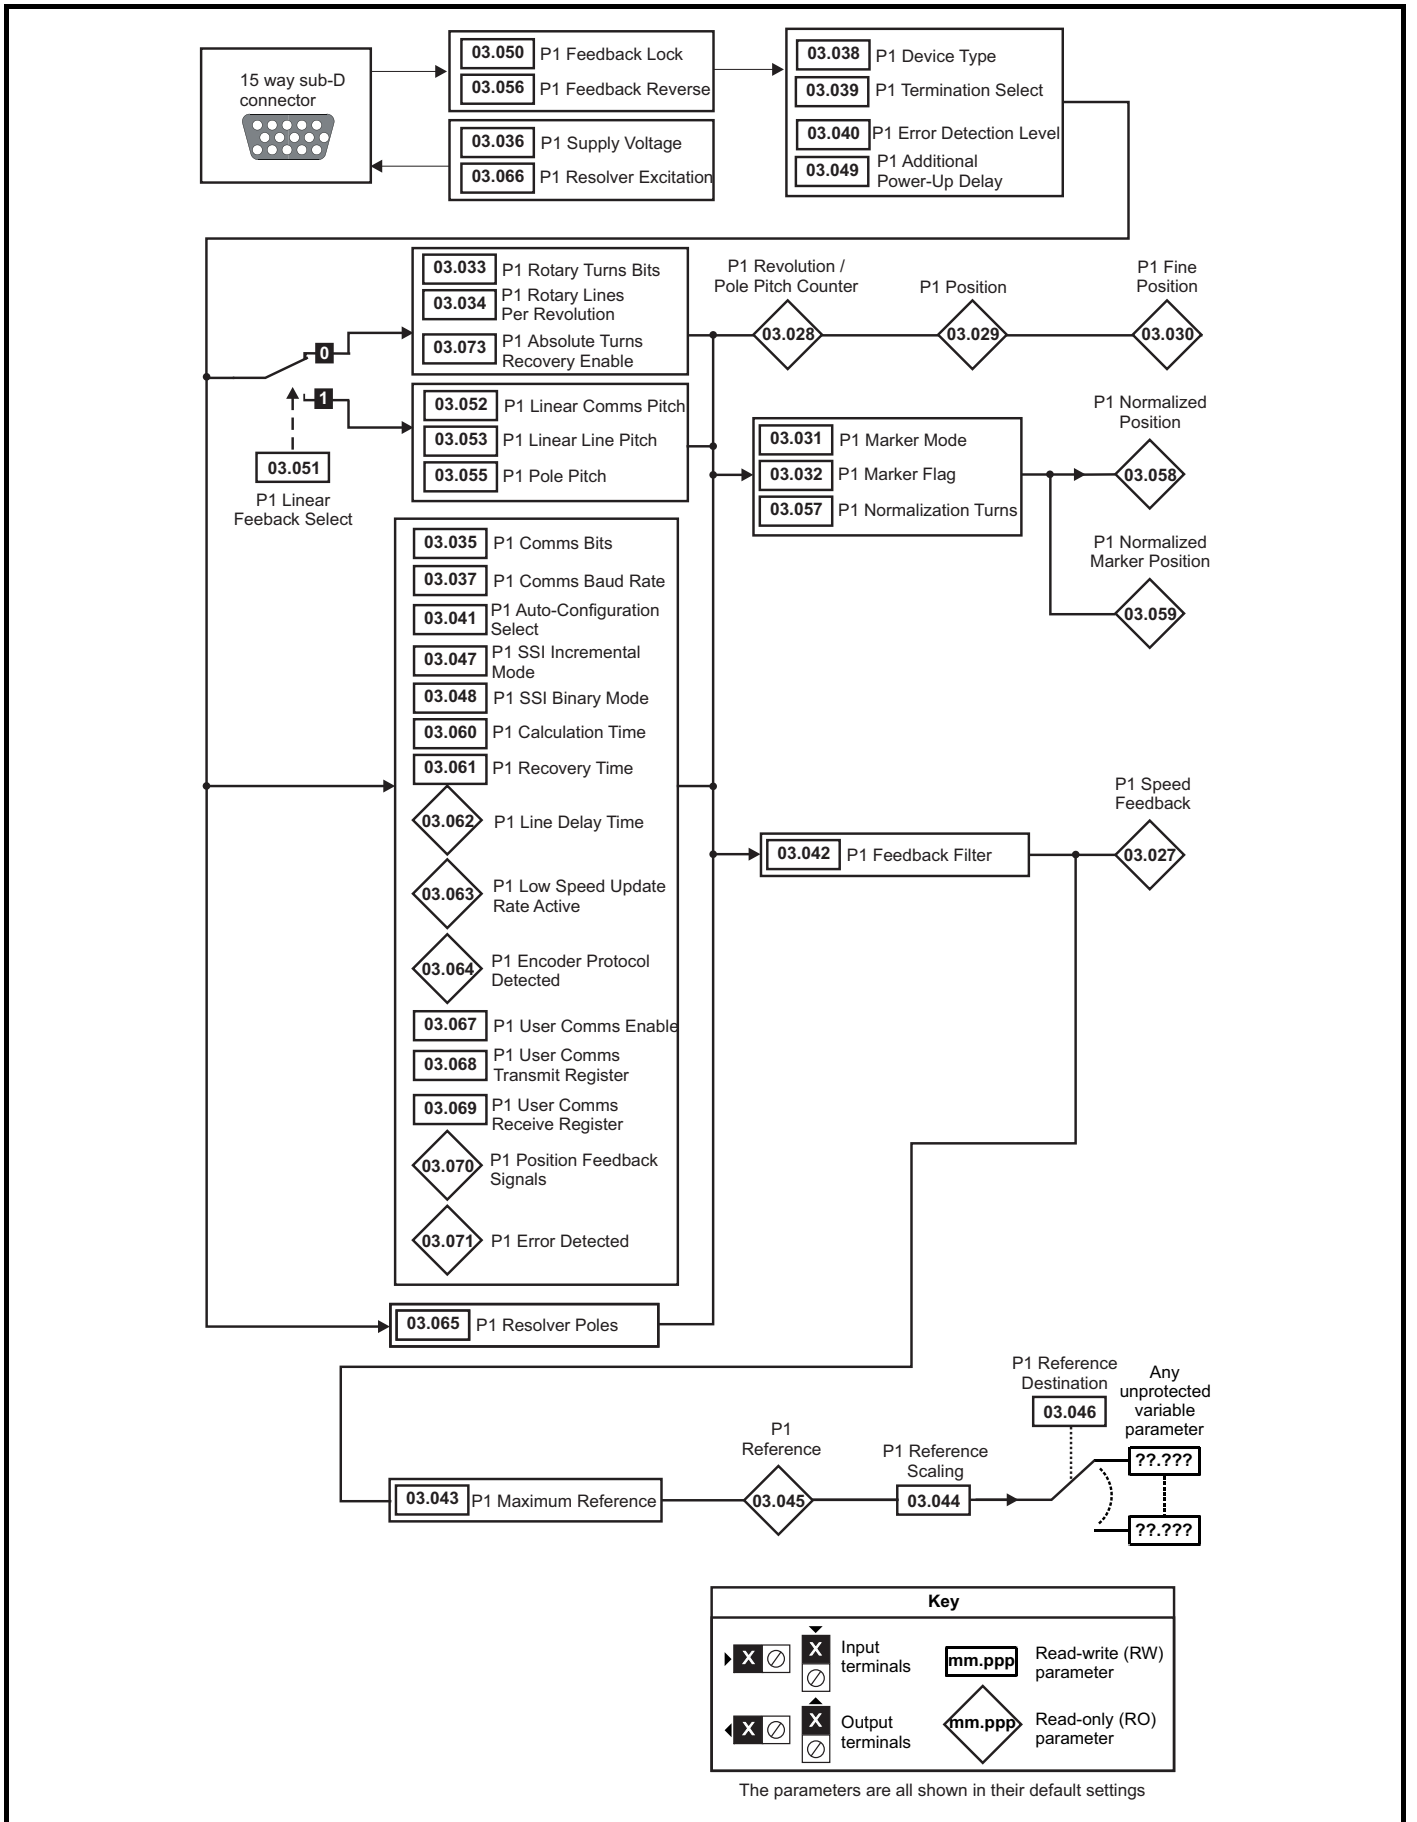 15 way sub-D
connector
03.050 P1 Feedback Lock
03.056 P1 Feedback Reverse
03.036 P1 Supply Voltage
03.066 P1 Resolver Excitation
03.038 P1 Device Type
03.039 P1 Termination Select
03.040 P1 Error Detection Level
03.049 P1 Additional
Power-Up Delay
03.033 P1 Rotary Turns Bits
03.034 P1 Rotary Lines
Per Revolution
03.073 P1 Absolute Turns
Recovery Enable
0
1
03.051
P1 Linear
Feeback Select
03.052 P1 Linear Comms Pitch
03.053 P1 Linear Line Pitch
03.055 P1 Pole Pitch
P1 Revolution /
Pole Pitch Counter
03.028
P1 Position
03.029
P1 Fine
Position
03.030
03.031 P1 Marker Mode
03.032 P1 Marker Flag
03.057 P1 Normalization Turns
P1 Normalized
Position
03.058
P1 Normalized
Marker Position
03.059
03.035 P1 Comms Bits
03.037 P1 Comms Baud Rate
03.041 P1 Auto-Configuration
Select
03.047 P1 SSI Incremental
Mode
03.048 P1 SSI Binary Mode
03.060 P1 Calculation Time
03.061 P1 Recovery Time
03.062 P1 Line Delay Time
03.063 P1 Low Speed Update
Rate Active
03.064 P1 Encoder Protocol
Detected
03.067 P1 User Comms Enable
03.068 P1 User Comms
Transmit Register
03.069 P1 User Comms
Receive Register
03.070 P1 Position Feedback
Signals
03.071 P1 Error Detected
03.065 P1 Resolver Poles
03.042 P1 Feedback Filter
P1 Speed
Feedback
03.027
03.043 P1 Maximum Reference
P1
Reference
03.045
P1 Reference
Scaling
03.044
P1 Reference
Destination
03.046
Any
unprotected
variable
parameter
??.???
??.???
Key
X X Input
terminals
mm.ppp Read-write (RW)
parameter
X X Output
terminals
mm.ppp Read-only (RO)
parameter
The parameters are all shown in their default settings